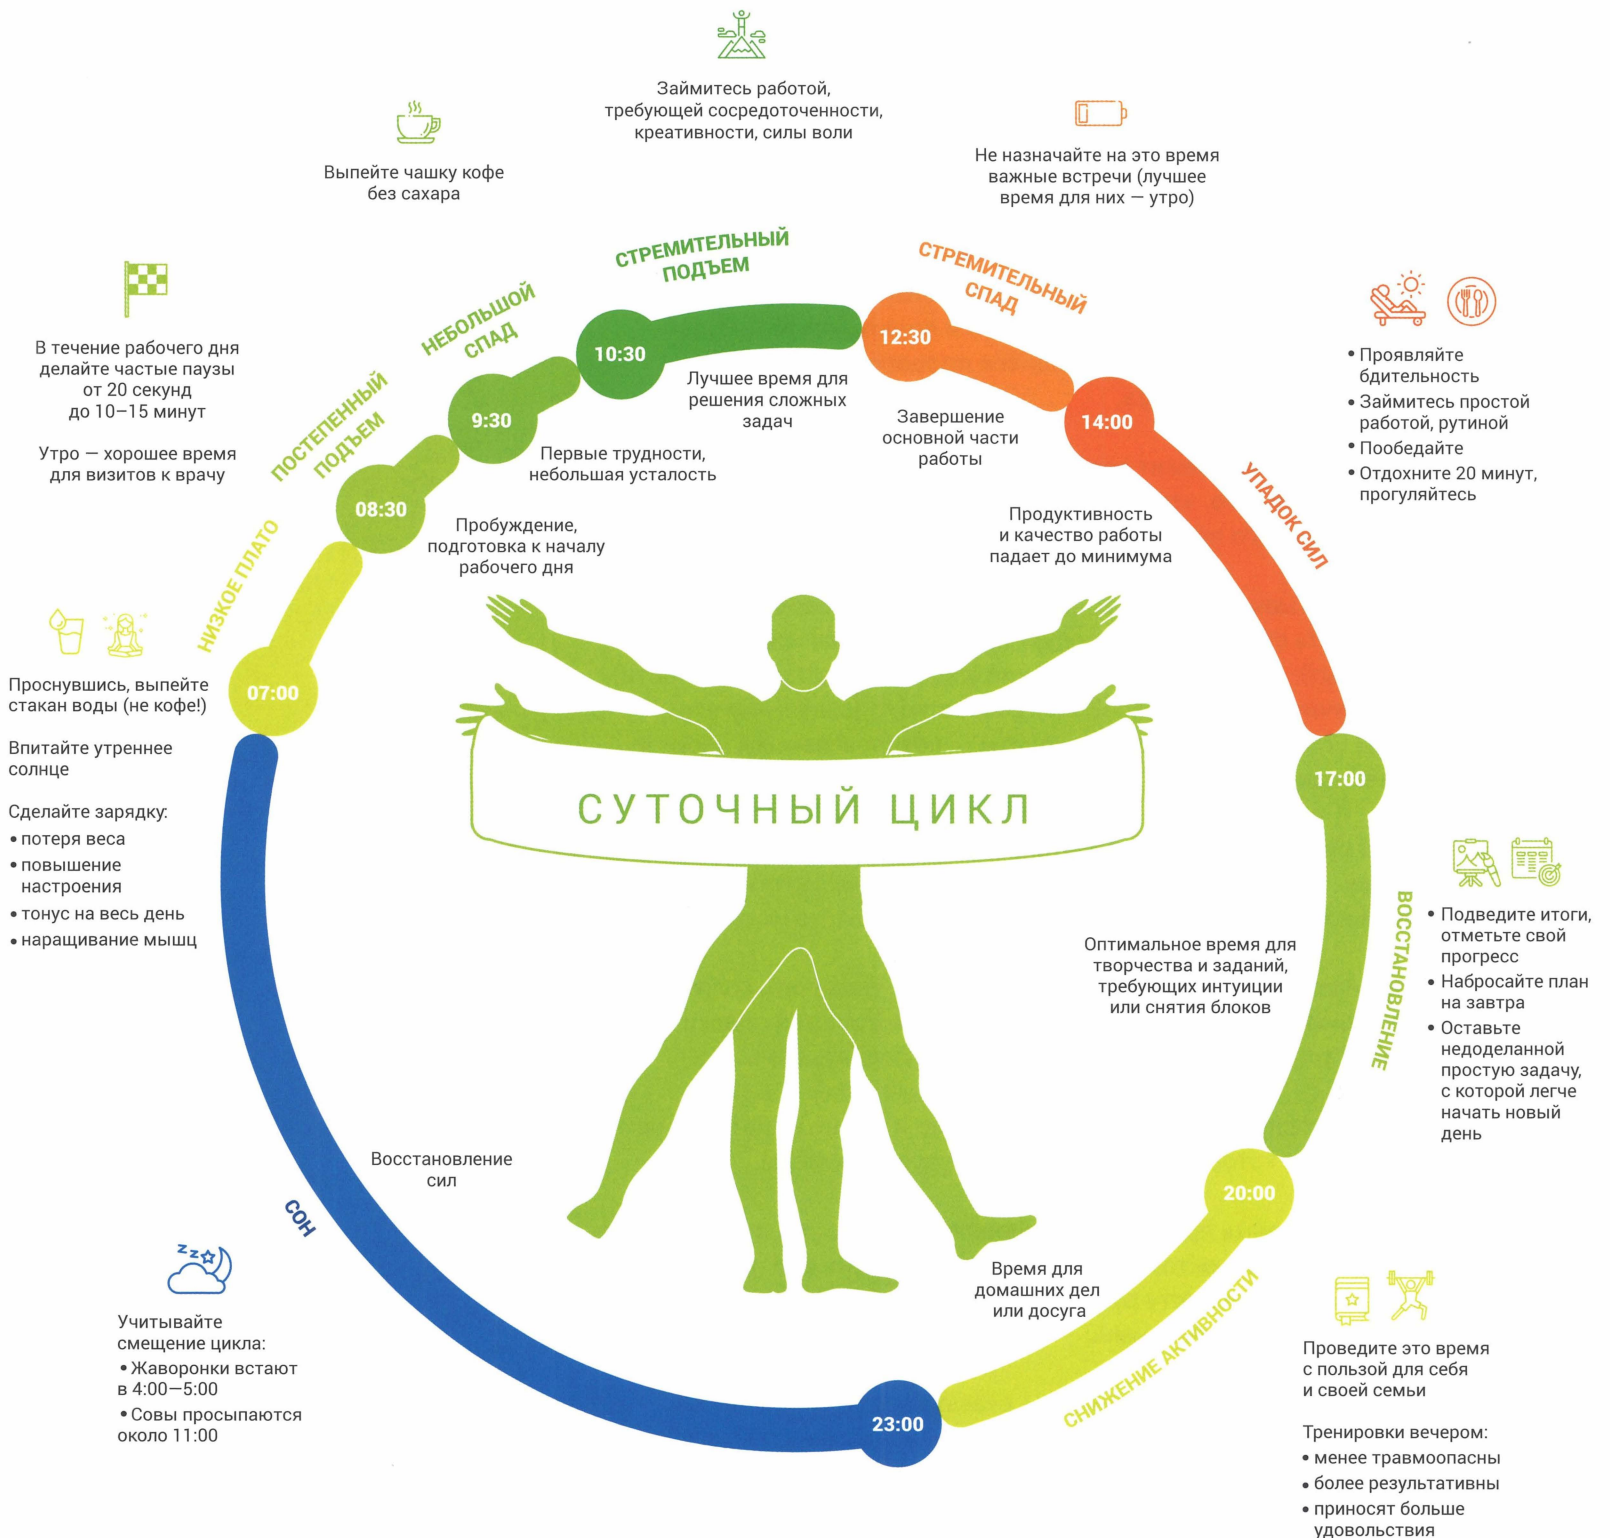 Займитесь работой,
требующей сосредоточенности,
креативности, силы воли
Выпейте чашку кофе
без сахара
Не назначайте на это время
важные встречи (лучшее
время для них — утро)
В течение рабочего дня
делайте частые паузы
от 20 секунд
до 10–15 минут
Утро — хорошее время
для визитов к врачу
Проснувшись, выпейте
стакан воды (не кофе!)
Впитайте утреннее
солнце
Сделайте зарядку:
• потеря веса
• повышение
настроения
• тонус на весь день
• наращивание мышц
07:00
НИЗКОЕ ПЛАТО
08:30
ПОСТЕПЕННЫЙ
ПОДЪЕМ
Пробуждение,
подготовка к началу
рабочего дня
9:30
НЕБОЛЬШОЙ
СПАД
Первые трудности,
небольшая усталость
10:30
СТРЕМИТЕЛЬНЫЙ
ПОДЪЕМ
Лучшее время для
решения сложных
задач
12:30
СТРЕМИТЕЛЬНЫЙ
СПАД
Завершение
основной части
работы
14:00
УПАДОК СИЛ
Продуктивность
и качество работы
падает до минимума
• Проявляйте
бдительность
• Займитесь простой
работой, рутиной
• Пообедайте
• Отдохните 20 минут,
прогуляйтесь
СУТОЧНЫЙ ЦИКЛ
17:00
ВОССТАНОВЛЕНИЕ
Оптимальное время для
творчества и заданий,
требующих интуиции
или снятия блоков
• Подведите итоги,
отметьте свой
прогресс
• Набросайте план
на завтра
• Оставьте
недоделанной
простую задачу,
с которой легче
начать новый
день
20:00
СНИЖЕНИЕ АКТИВНОСТИ
Время для
домашних дел
или досуга
Проведите это время
с пользой для себя
и своей семьи
Тренировки вечером:
• менее травмоопасны
• более результативны
• приносят больше
удовольствия
23:00
СОН
Восстановление
сил
zzz
Учитывайте
смещение цикла:
• Жаворонки встают
в 4:00—5:00
• Совы просыпаются
около 11:00